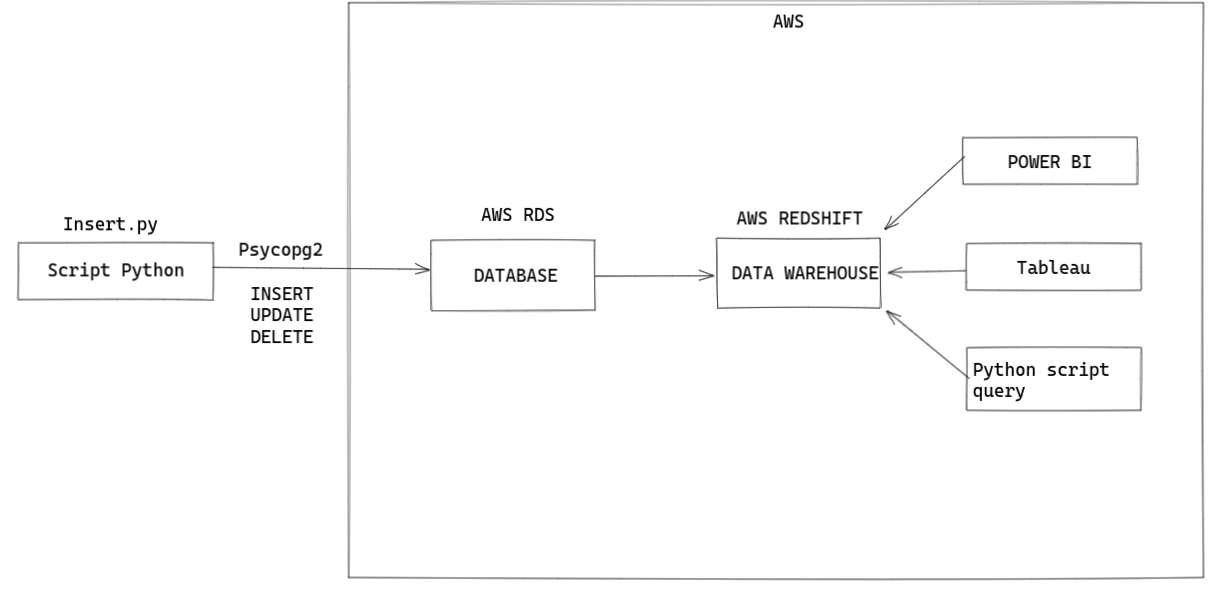 AWS
POWER BI
AWS RDS
AWS REDSHIFT
Insert.py
Psycopg2
Script Python
DATABASE
DATA WAREHOUSE
Tableau
INSERT
UPDATE
DELETE
Python script
query